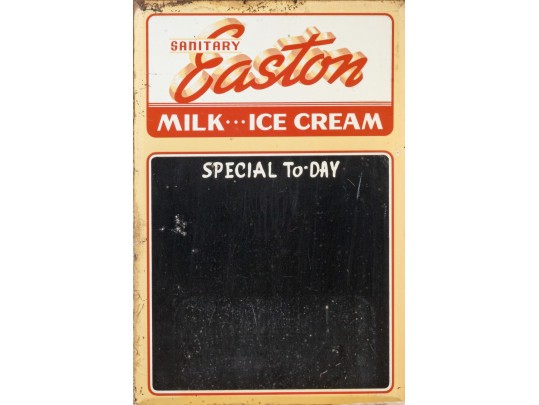 SANITARY
Easton
MILK···ICE CREAM
SPECIAL To-DAY